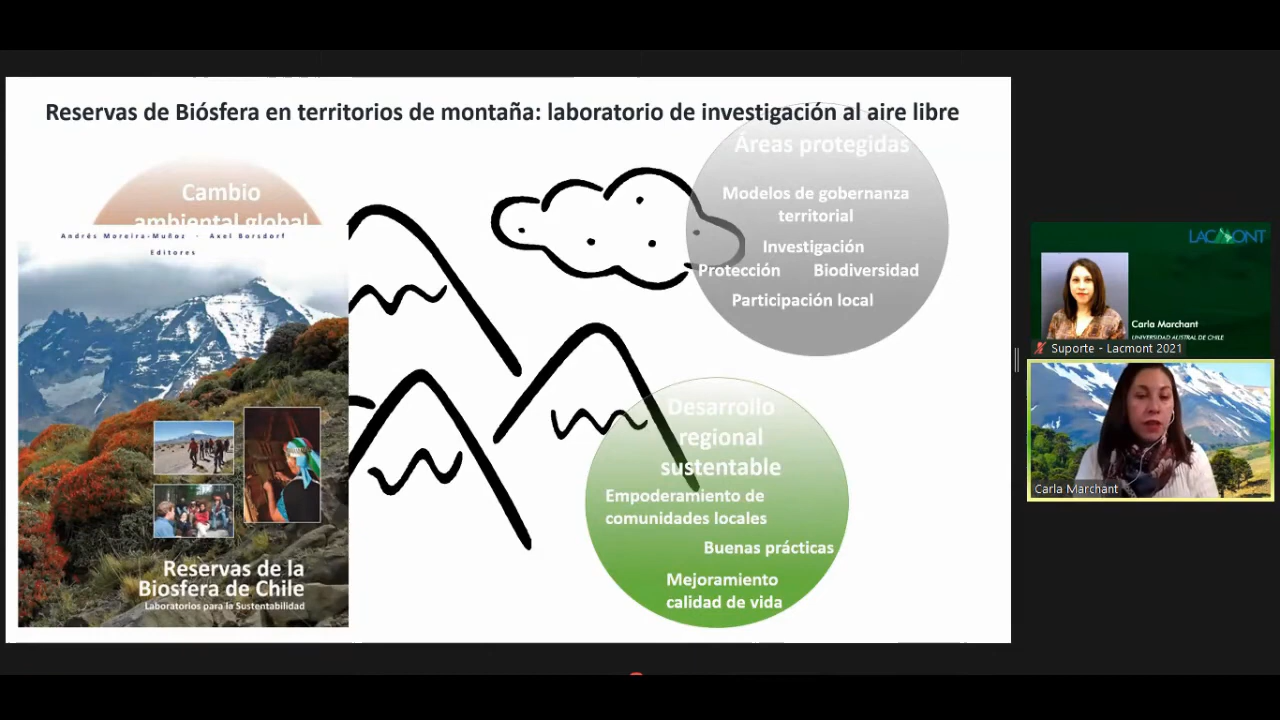 Reservas de Biósfera en territorios de montaña: laboratorio de investigación al aire libre
Cambio
ambiental global
Andrés Moreira-Muñoz · Axel Borsdorf
Editores
Reservas de la
Biosfera de Chile
Laboratorios para la Sustentabilidad
Áreas protegidas
Modelos de gobernanza
territorial
Investigación
Protección Biodiversidad
Participación local
Desarrollo
regional
sustentable
Empoderamiento de
comunidades locales
Buenas prácticas
Mejoramiento
calidad de vida
LACMONT
Carla Marchant
UNIVERSIDAD AUSTRAL DE CHILE
Suporte - Lacmont 2021
Carla Marchant